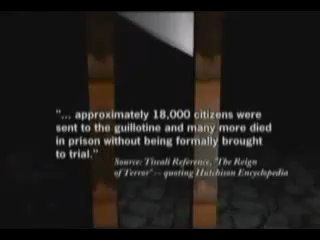 "... approximately 18,000 citizens were
sent to the guillotine and many more died
in prison without being formally brought
to trial."
Source: Tiscali Reference, "The Reign
of Terror" -- quoting Hutchison Encyclopedia